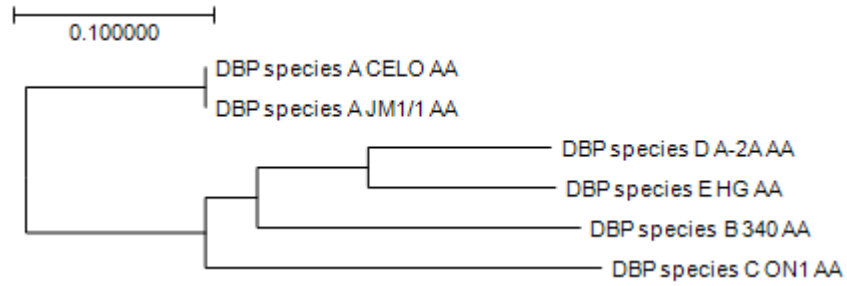 0.100000
DBP species A CELO AA
DBP species A JM1/1 AA
DBP species D A-2A AA
DBP species E HG AA
DBP species B 340 AA
DBP species C ON1 AA